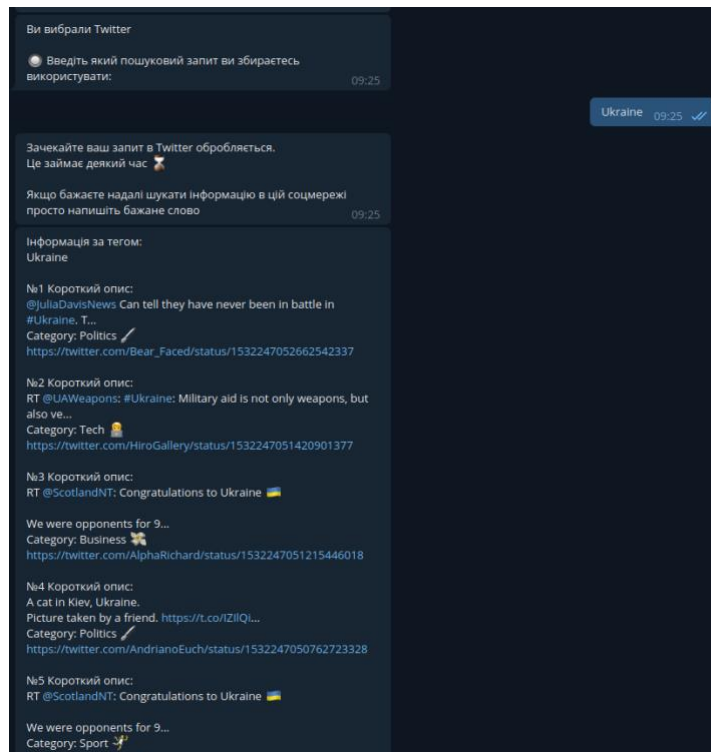 Ви вибрали Twitter
Введіть який пошуковий запит ви збираєтесь
використувати:
09:25
Ukraine 09:25
Зачекайте ваш запит в Twitter обробляється.
Це займає деякий час ⏳
Якщо бажаєте надалі шукати інформацію в цій соцмережі
просто напишіть бажане слово
09:25
Інформація за тегом:
Ukraine
№1 Короткий опис:
@JuliaDavisNews Can tell they have never been in battle in
#Ukraine. T...
Category: Politics
https://twitter.com/Bear_Faced/status/1532247052662542337
№2 Короткий опис:
RT @UAWeapons: #Ukraine: Military aid is not only weapons, but
also ve...
Category: Tech
https://twitter.com/HiroGallery/status/1532247051420901377
№3 Короткий опис:
RT @ScotlandNT: Congratulations to Ukraine 🇺🇦
We were opponents for 9...
Category: Business 💸
https://twitter.com/AlphaRichard/status/1532247051215446018
№4 Короткий опис:
A cat in Kiev, Ukraine.
Picture taken by a friend. https://t.co/IZIlQi...
Category: Politics
https://twitter.com/AndrianoEuch/status/1532247050762723328
№5 Короткий опис:
RT @ScotlandNT: Congratulations to Ukraine 🇺🇦
We were opponents for 9...
Category: Sport